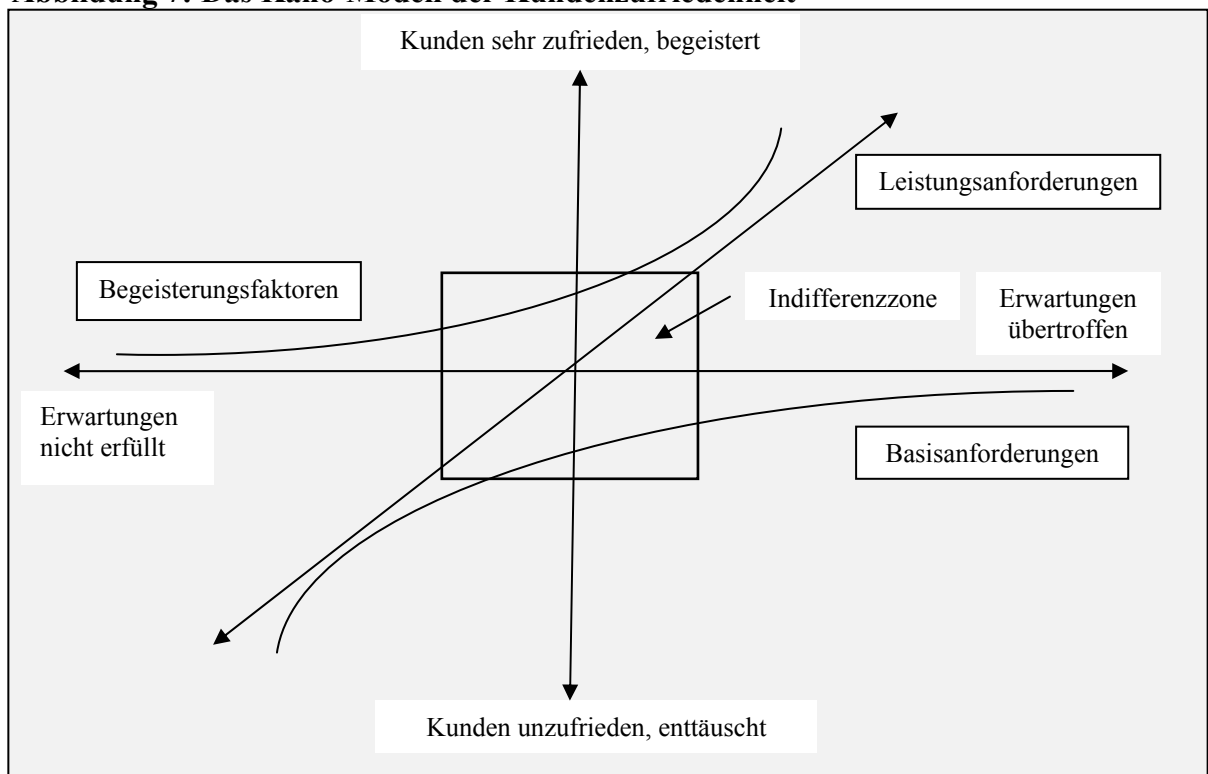 Abbildung 7: Das Kano-Modell der Kundenzufriedenheit
Kunden sehr zufrieden, begeistert
Leistungsanforderungen
Begeisterungsfaktoren
Indifferenzzone
Erwartungen
übertroffen
Erwartungen
nicht erfüllt
Basisanforderungen
Kunden unzufrieden, enttäuscht